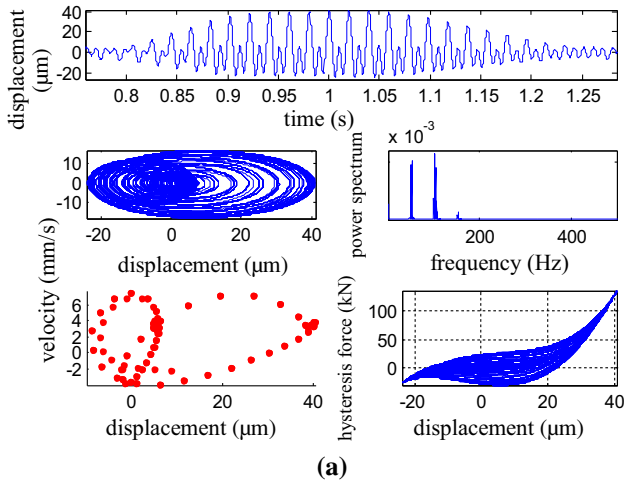 40
20
0
-20
displacement
(µm)
0.8 0.85 0.9 0.95 1 1.05 1.1 1.15 1.2 1.25
time (s)
10
0
-10
-20 0 20 40
displacement (µm)
velocity (mm/s)
x 10⁻³
power spectrum
200 400
frequency (Hz)
6
4
2
0
-2
-10 0 10 20 30 40
displacement (µm)
hysteresis force (kN)
100
50
0
-20 0 20 40
displacement (µm)
(a)